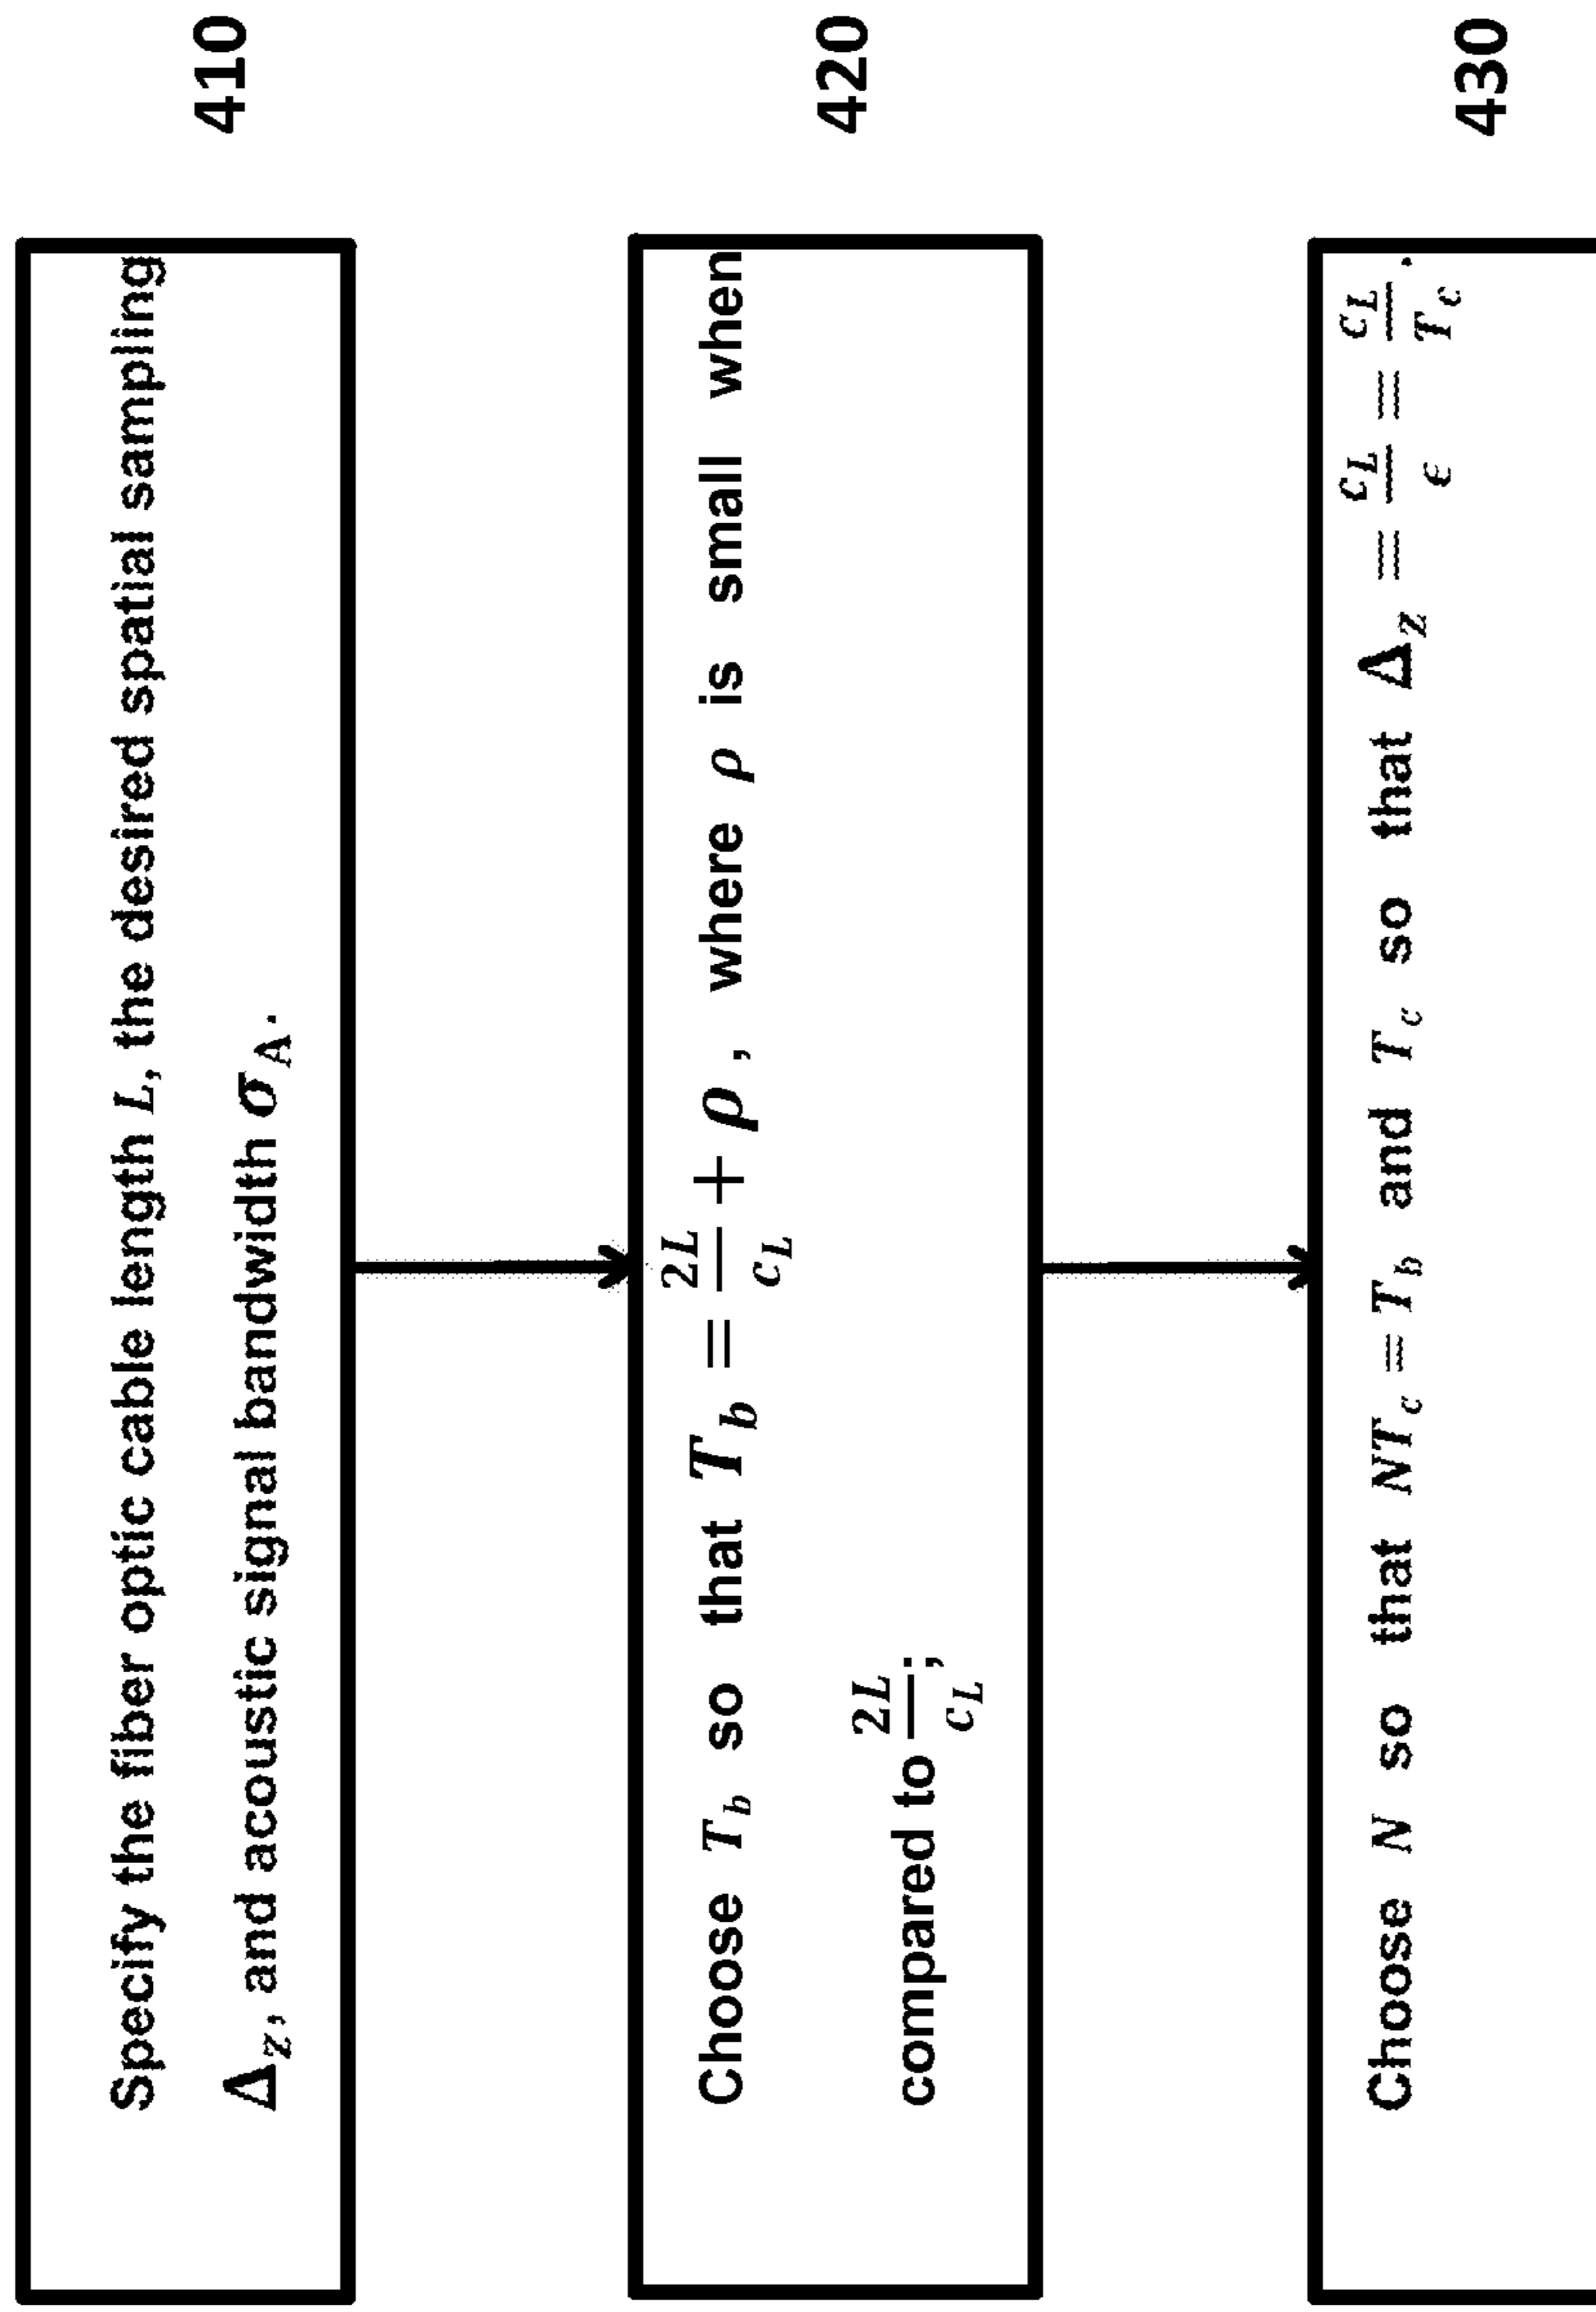 Specify the fiber optic cable length L, the desired spatial sampling
Δ_z, and acoustic signal bandwidth σ_A.
410
Choose T_b so that T_b = 2L/c_L + ρ, where ρ is small when
compared to 2L/c_L;
420
Choose N so that NT_c = T_b and T_c so that Δ_z = c_L/ϵ = c_L/T_c.
430